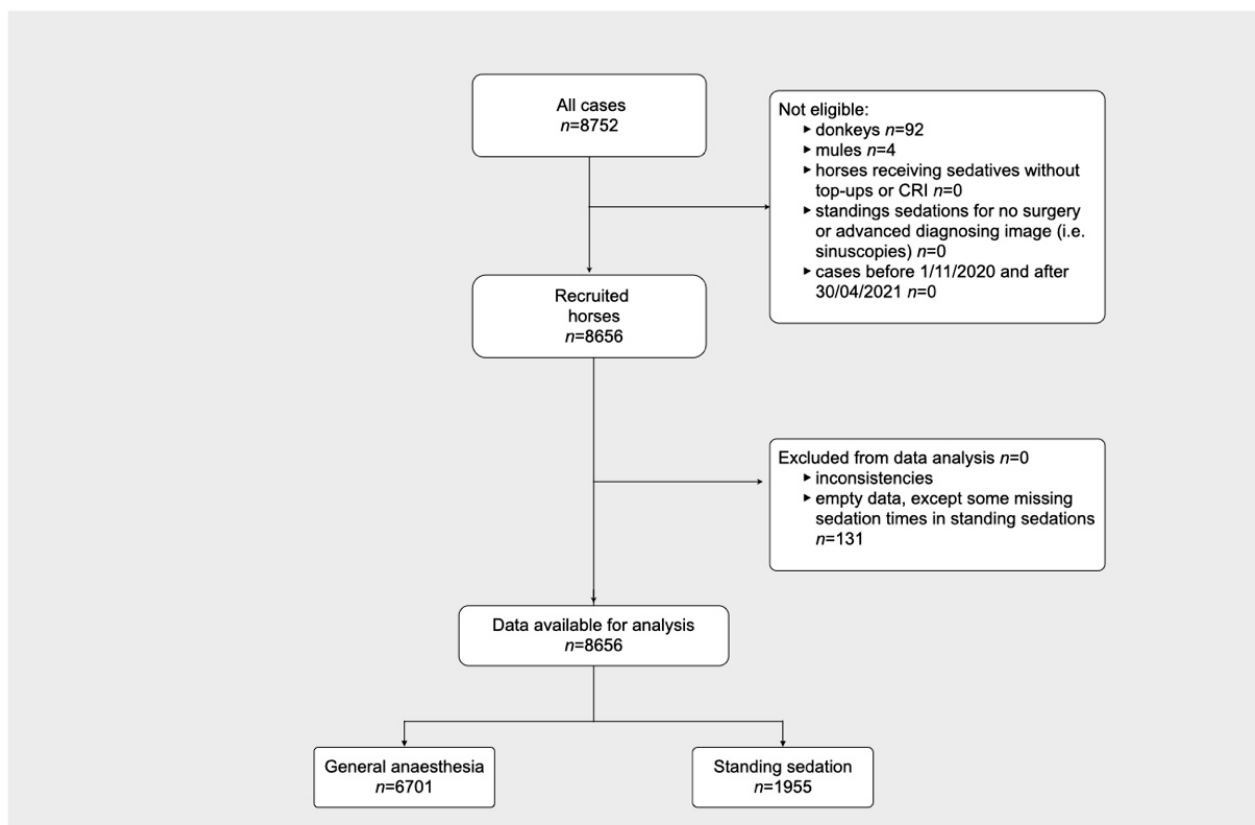 All cases
n=8752
Not eligible:
▸ donkeys n=92
▸ mules n=4
▸ horses receiving sedatives without
top-ups or CRI n=0
▸ standings sedations for no surgery
or advanced diagnosing image (i.e.
sinuscopies) n=0
▸ cases before 1/11/2020 and after
30/04/2021 n=0
Recruited
horses
n=8656
Excluded from data analysis n=0
▸ inconsistencies
▸ empty data, except some missing
sedation times in standing sedations
n=131
Data available for analysis
n=8656
General anaesthesia
n=6701
Standing sedation
n=1955